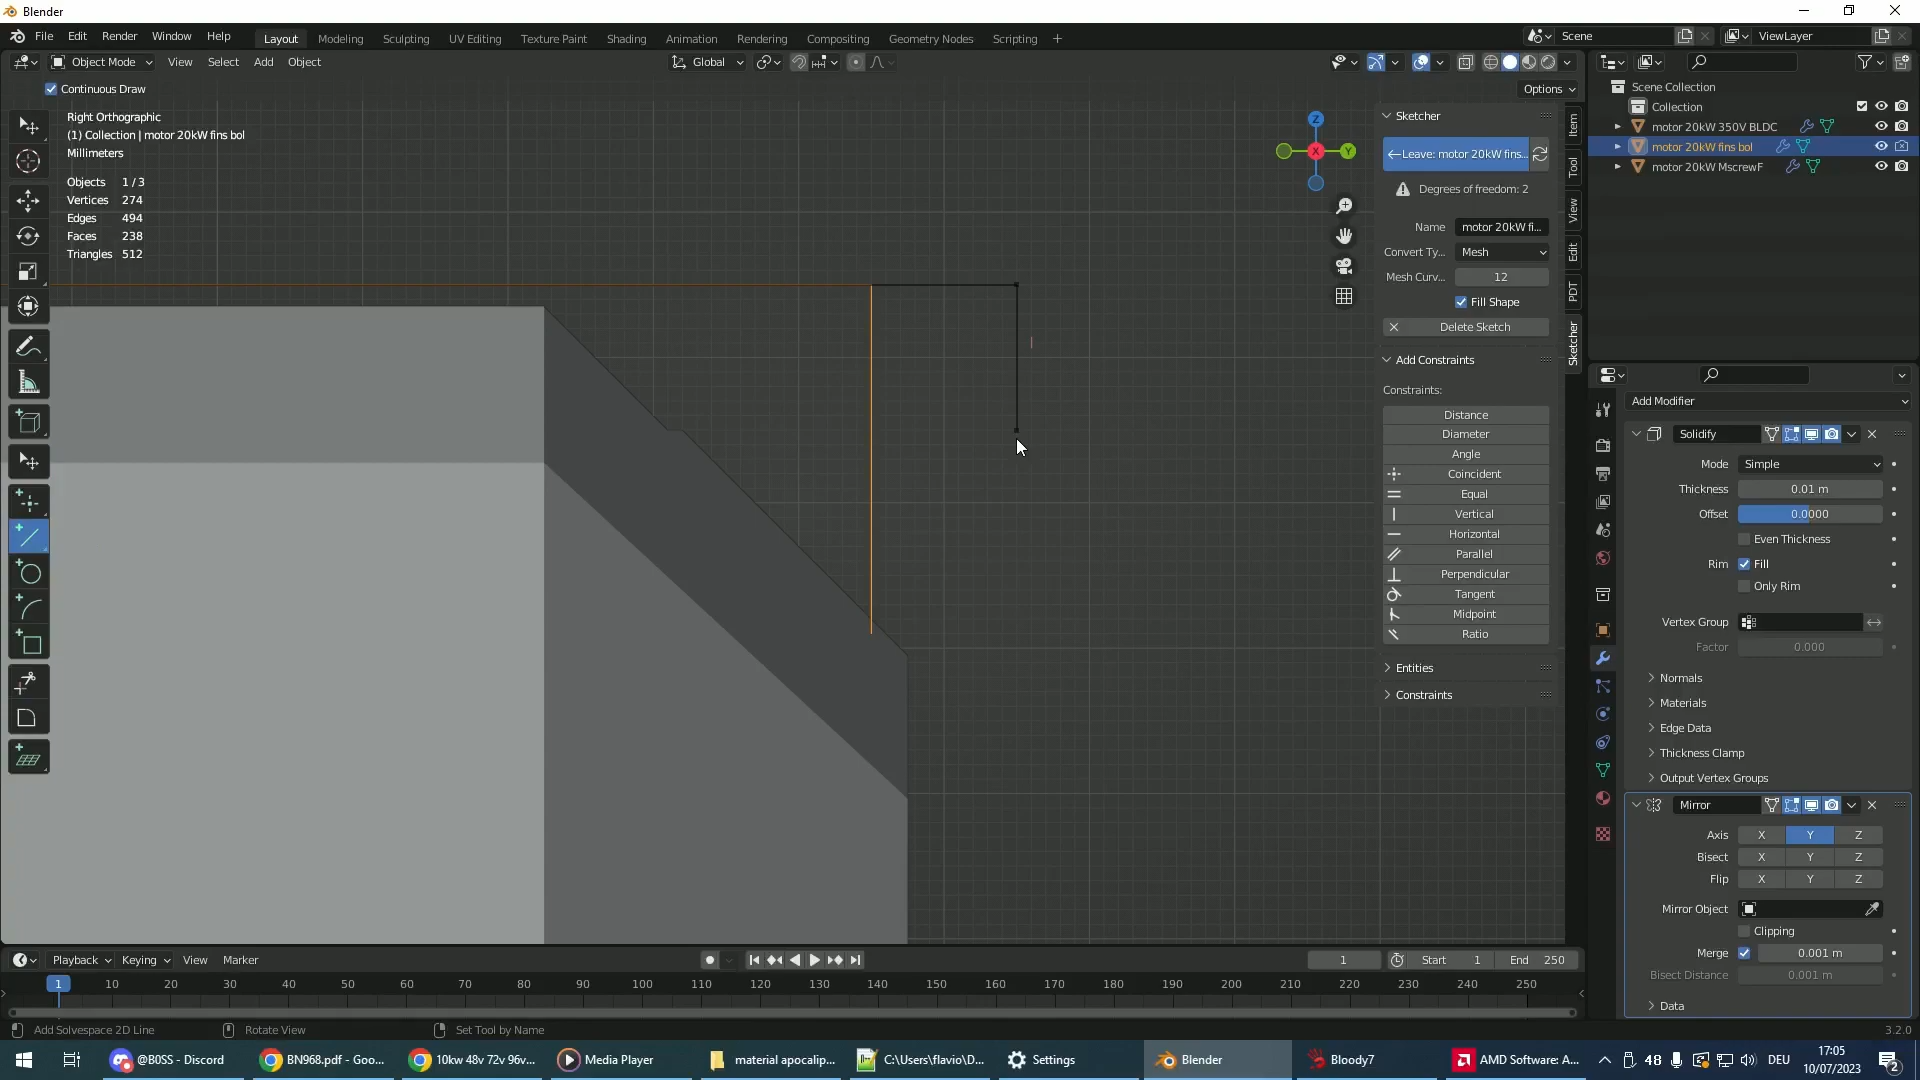 Blender
File Edit Render Window Help
Layout Modeling Sculpting UV Editing Texture Paint Shading Animation Rendering Compositing Geometry Nodes Scripting +
Scene
ViewLayer
Object Mode View Select Add Object
Global
Continuous Draw
Options
Right Orthographic
(1) Collection | motor 20kW fins bol
Millimeters
Objects 1 / 3
Vertices 274
Edges 494
Faces 238
Triangles 512
Z
X
Y
Sketcher
Leave: motor 20kW fins...
Degrees of freedom: 2
Name motor 20kW fi...
Convert Ty... Mesh
Mesh Curv... 12
Fill Shape
Delete Sketch
Add Constraints
Constraints:
Distance
Diameter
Angle
Coincident
Equal
Vertical
Horizontal
Parallel
Perpendicular
Tangent
Midpoint
Ratio
Entities
Constraints
Item
Tool
View
Edit
PDT
Sketcher
Scene Collection
Collection
motor 20kW 350V BLDC
motor 20kW fins bol
motor 20kW MscrewF
Add Modifier
Solidify
Mode Simple
Thickness 0.01 m
Offset 0.0000
Even Thickness
Rim Fill
Only Rim
Vertex Group
Factor 0.000
Normals
Materials
Edge Data
Thickness Clamp
Output Vertex Groups
Mirror
Axis X Y Z
Bisect X Y Z
Flip X Y Z
Mirror Object
Clipping
Merge 0.001 m
Bisect Distance 0.001 m
Data
Playback Keying View Marker
1 Start 1 End 250
1 10 20 30 40 50 60 70 80 90 100 110 120 130 140 150 160 170 180 190 200 210 220 230 240 250
Add Solvespace 2D Line Rotate View Set Tool by Name
3.2.0
@B0SS - Discord BN968.pdf - Goo... 10kw 48v 72v 96v... Media Player material apocalip... C:\Users\flavio\D... Settings Blender Bloody7 AMD Software: A... 48 DEU
17:05
10/07/2023
2